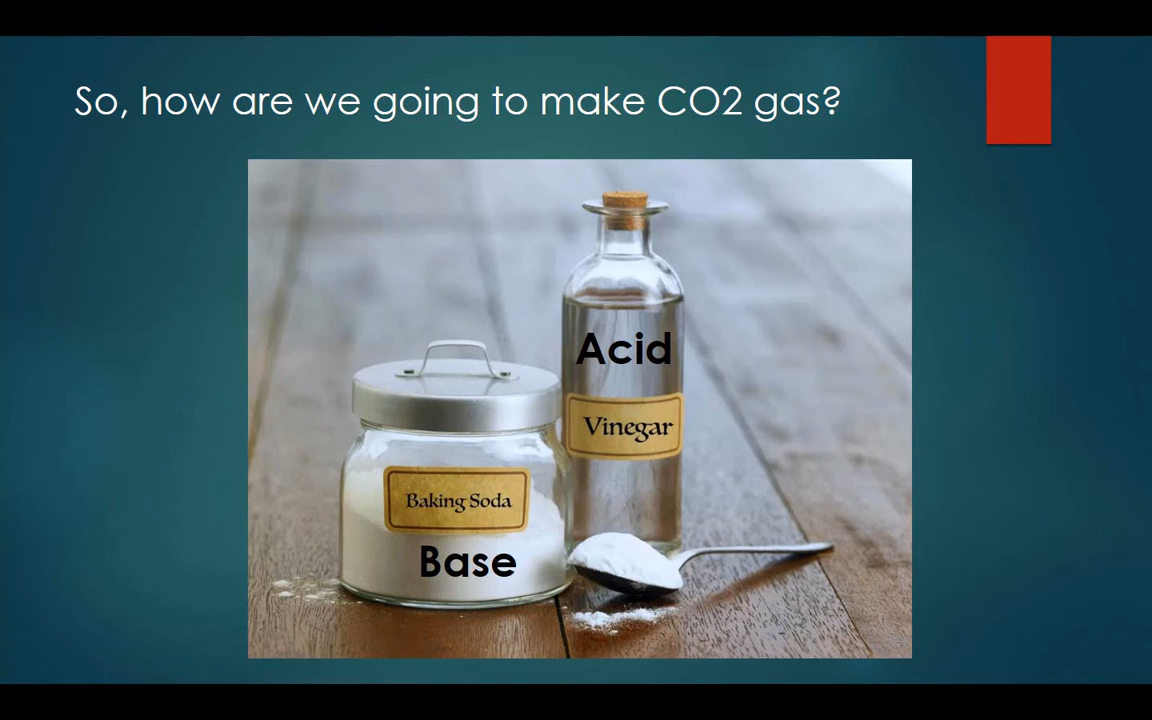 So, how are we going to make CO2 gas?
Acid
Vinegar
Baking Soda
Base